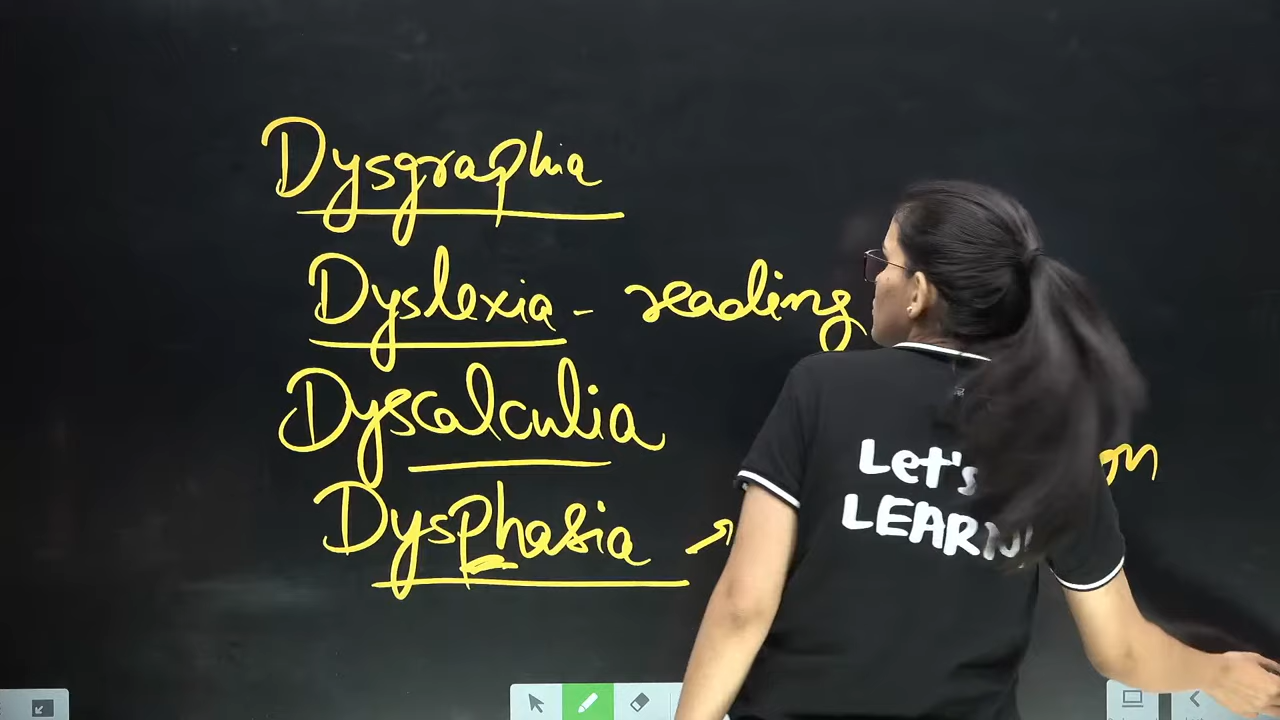 Dysgraphia
Dyslexia - reading
Dyscalculia
Dysphasia →
Let's
LEARN!